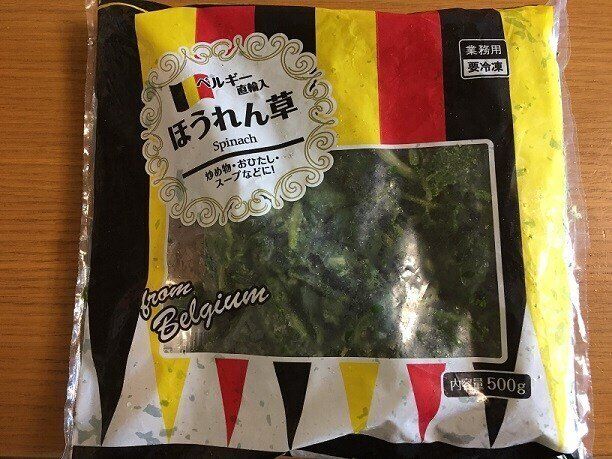 業務用
要冷凍
ベルギー
直輸入
ほうれん草
Spinach
炒め物・おひたし・
スープなどに!
from
Belgium
内容量500g